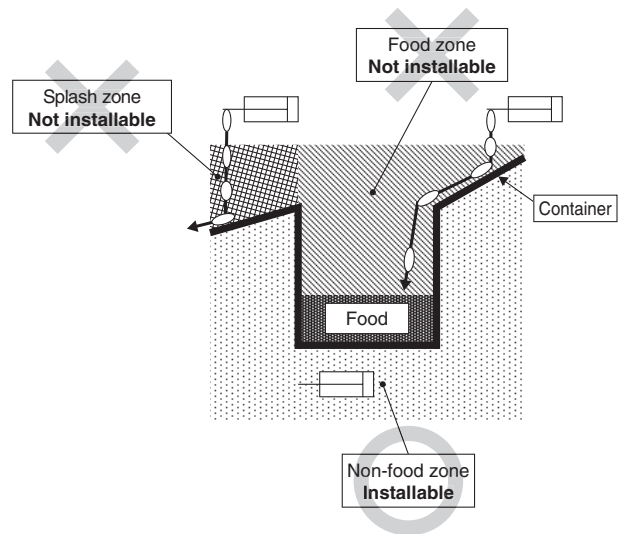 Food zone
Not installable
Splash zone
Not installable
Container
Food
Non-food zone
Installable